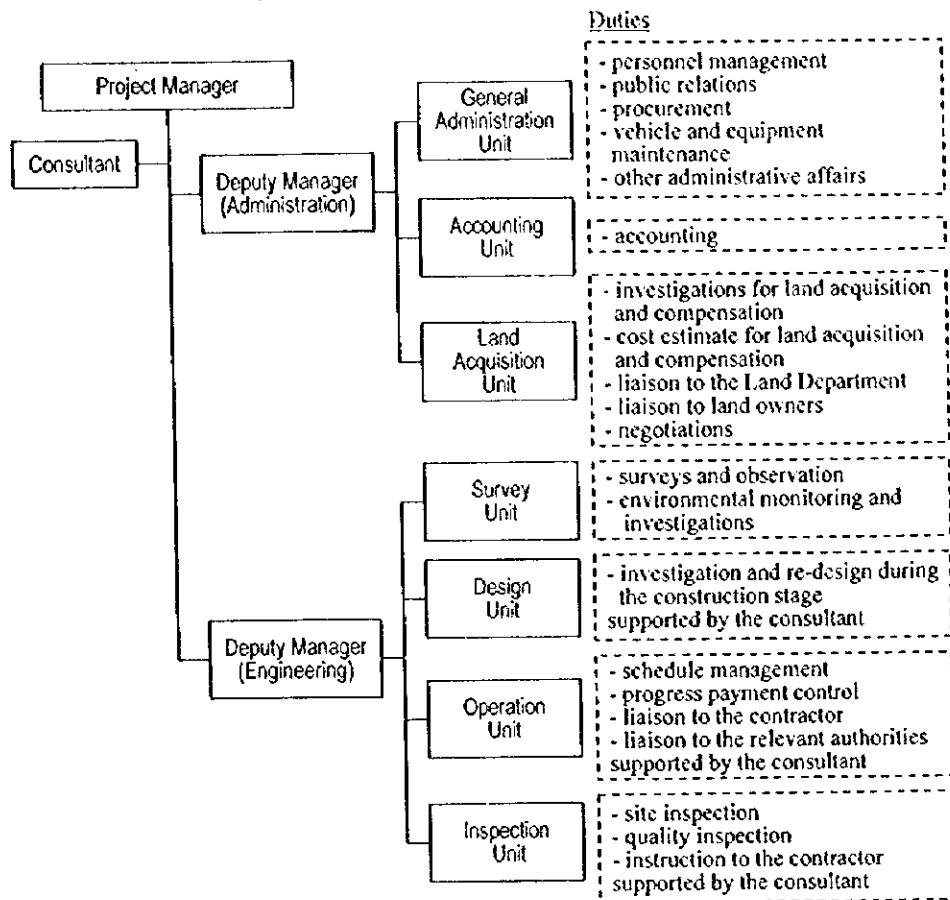 Duties
Project Manager
Consultant
Deputy Manager
(Administration)
General
Administration
Unit
- personnel management
- public relations
- procurement
- vehicle and equipment
maintenance
- other administrative affairs
Accounting
Unit
- accounting
Land
Acquisition
Unit
- investigations for land acquisition
and compensation
- cost estimate for land acquisition
and compensation
- liaison to the Land Department
- liaison to land owners
- negotiations
Deputy Manager
(Engineering)
Survey
Unit
- surveys and observation
- environmental monitoring and
investigations
Design
Unit
- investigation and re-design during
the construction stage
supported by the consultant
Operation
Unit
- schedule management
- progress payment control
- liaison to the contractor
- liaison to the relevant authorities
supported by the consultant
Inspection
Unit
- site inspection
- quality inspection
- instruction to the contractor
supported by the consultant